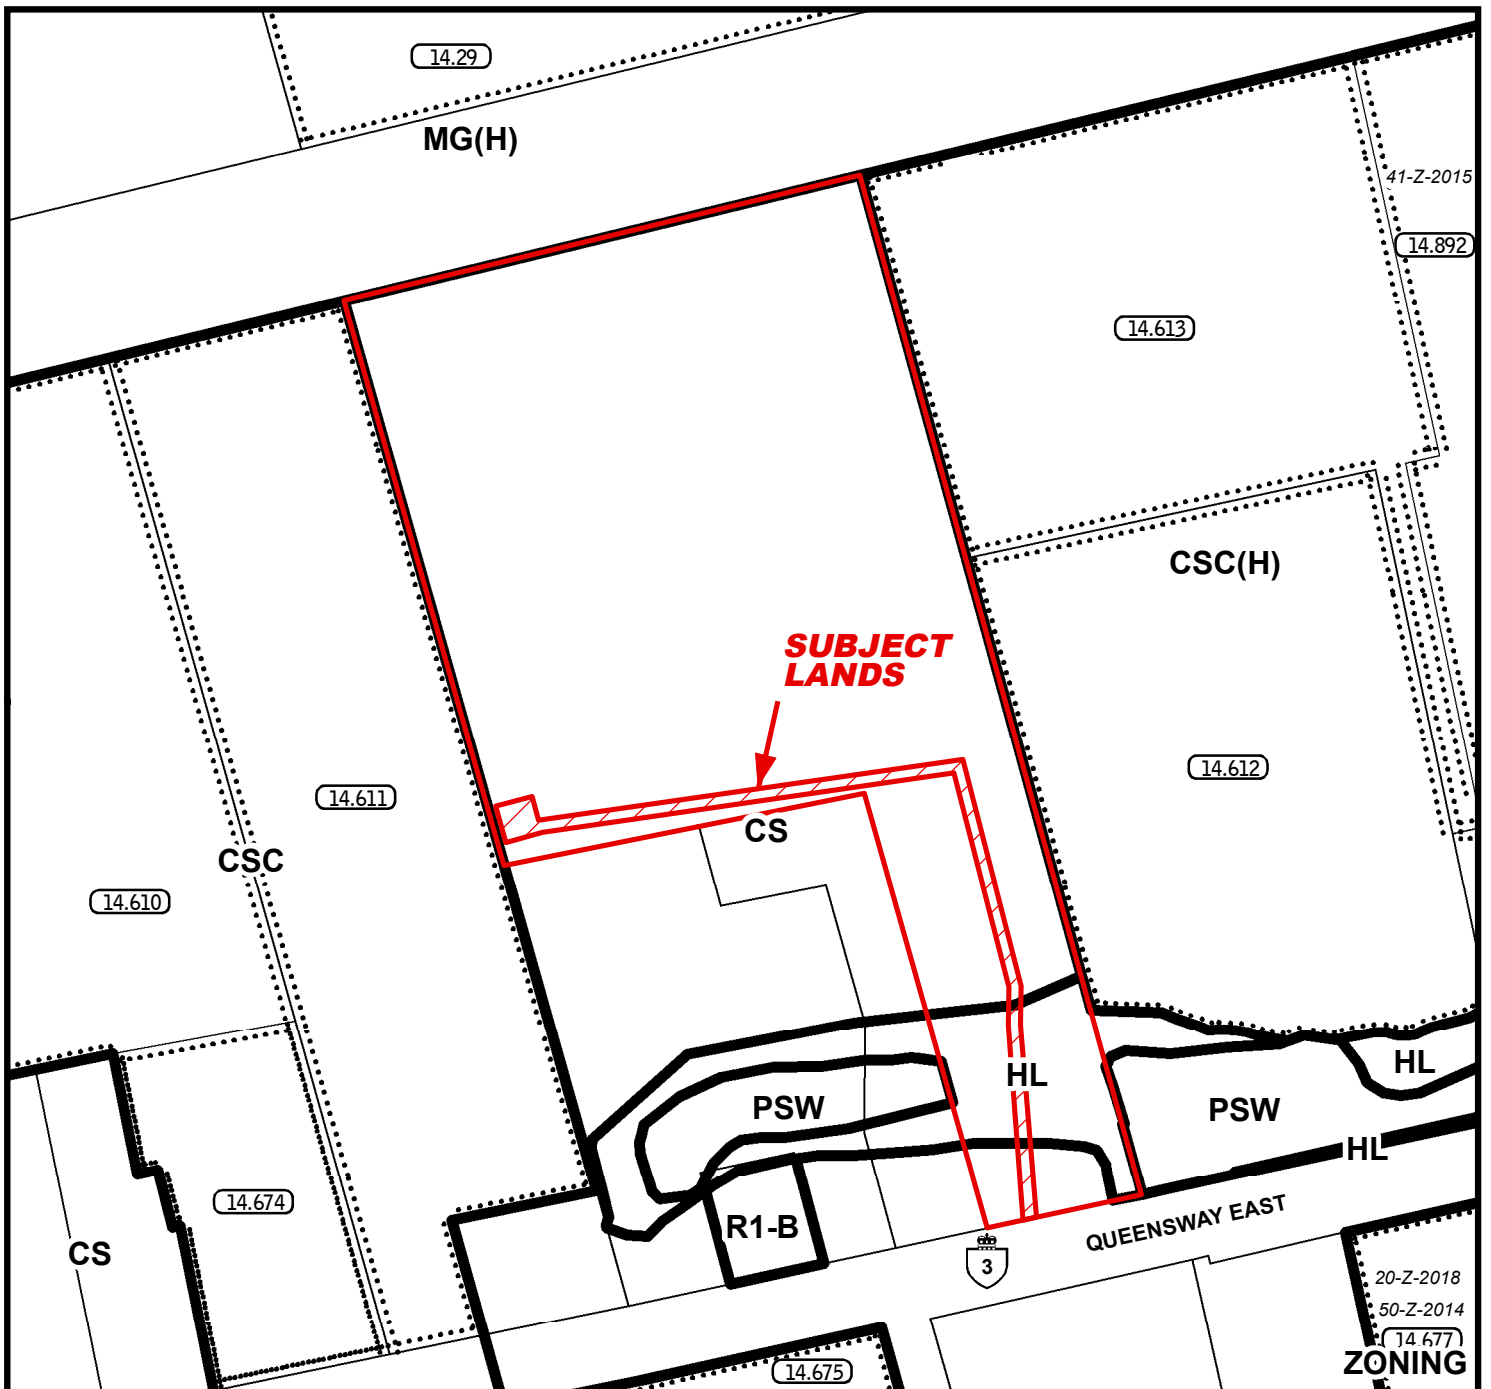 14.29
MG(H)
41-Z-2015
14.892
14.613
CSC(H)
SUBJECT
LANDS
14.612
14.611
CS
CSC
14.610
HL
HL
PSW
PSW
HL
14.674
R1-B
QUEENSWAY EAST
CS
3
20-Z-2018
50-Z-2014
14.677
ZONING
14.675